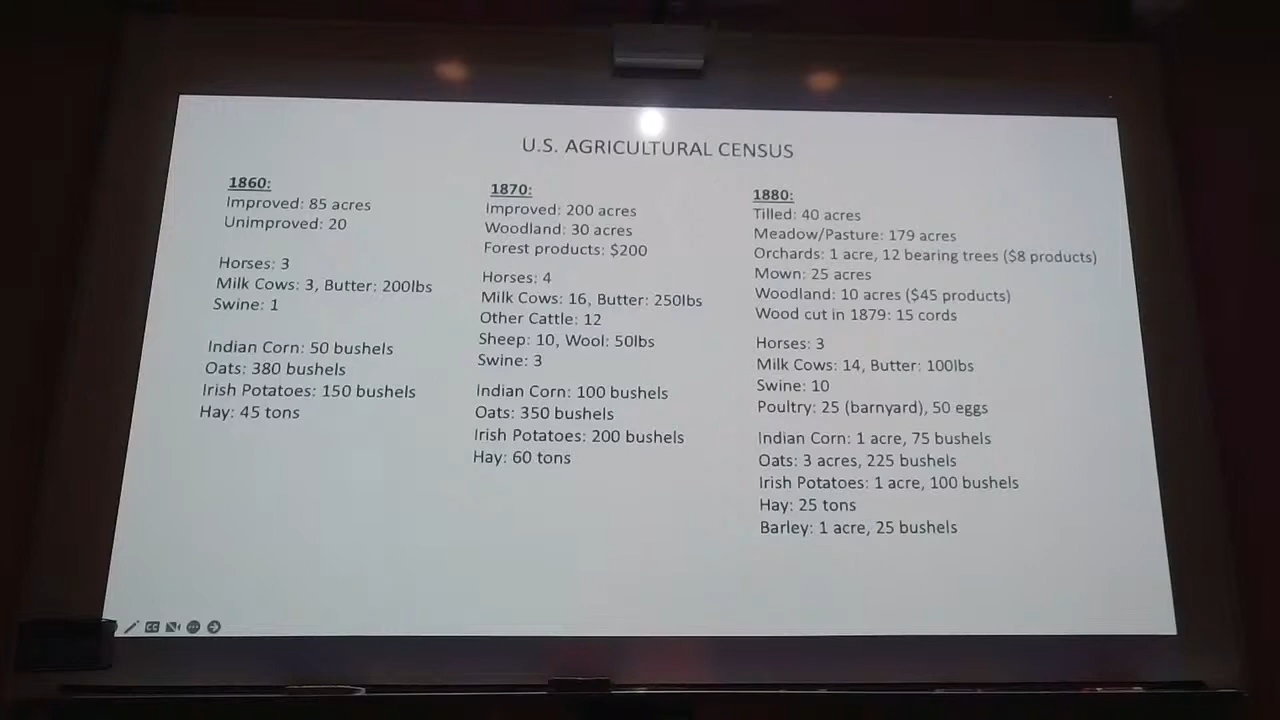 U.S. AGRICULTURAL CENSUS
1860:
Improved: 85 acres
Unimproved: 20
Horses: 3
Milk Cows: 3, Butter: 200lbs
Swine: 1
Indian Corn: 50 bushels
Oats: 380 bushels
Irish Potatoes: 150 bushels
Hay: 45 tons
1870:
Improved: 200 acres
Woodland: 30 acres
Forest products: $200
Horses: 4
Milk Cows: 16, Butter: 250lbs
Other Cattle: 12
Sheep: 10, Wool: 50lbs
Swine: 3
Indian Corn: 100 bushels
Oats: 350 bushels
Irish Potatoes: 200 bushels
Hay: 60 tons
1880:
Tilled: 40 acres
Meadow/Pasture: 179 acres
Orchards: 1 acre, 12 bearing trees ($8 products)
Mown: 25 acres
Woodland: 10 acres ($45 products)
Wood cut in 1879: 15 cords
Horses: 3
Milk Cows: 14, Butter: 100lbs
Swine: 10
Poultry: 25 (barnyard), 50 eggs
Indian Corn: 1 acre, 75 bushels
Oats: 3 acres, 225 bushels
Irish Potatoes: 1 acre, 100 bushels
Hay: 25 tons
Barley: 1 acre, 25 bushels
CC